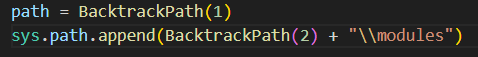 path = BacktrackPath(1)
sys.path.append(BacktrackPath(2) + "\\modules")